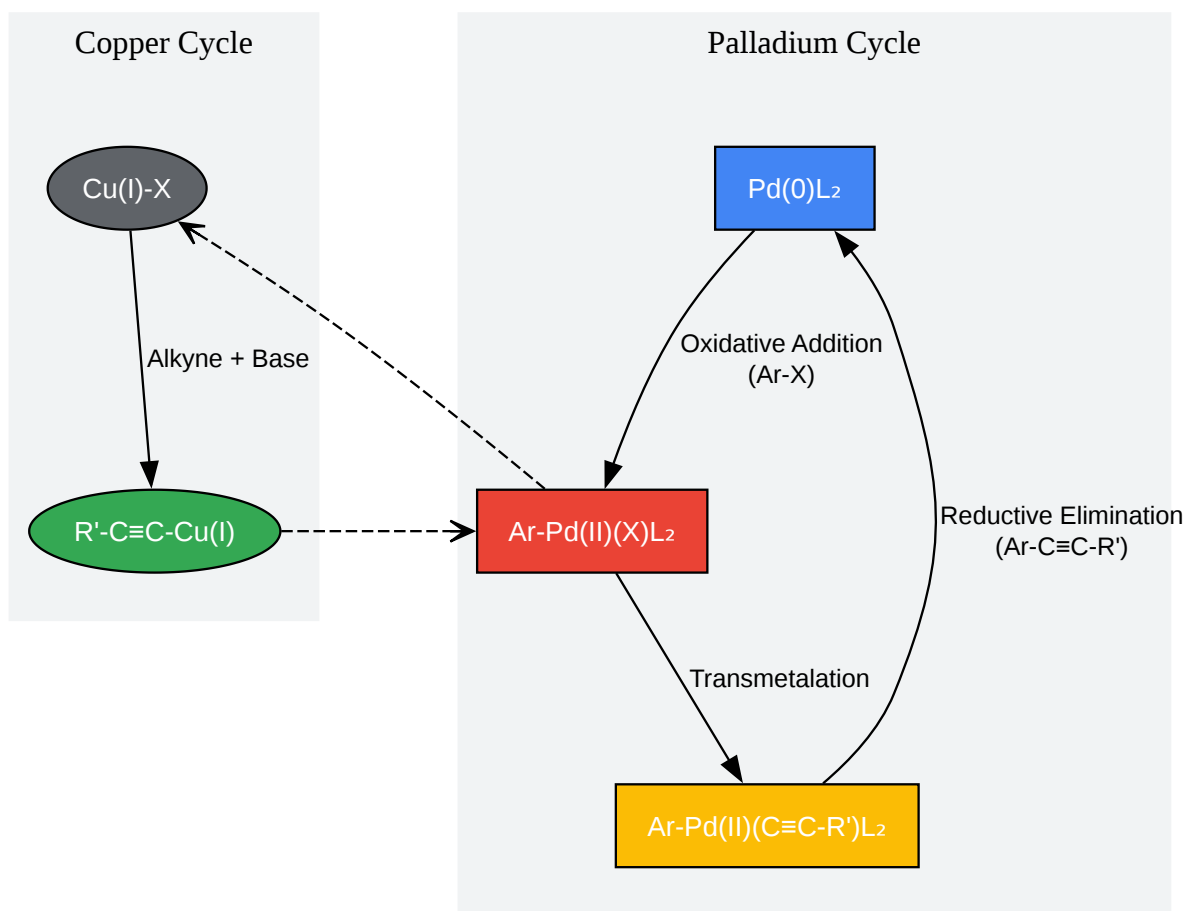 Copper Cycle
Palladium Cycle
Cu(I)-X
Pd(0)L₂
Alkyne + Base
Oxidative Addition
(Ar-X)
R'-C≡C-Cu(I)
Ar-Pd(II)(X)L₂
Reductive Elimination
(Ar-C≡C-R')
Transmetalation
Ar-Pd(II)(C≡C-R')L₂